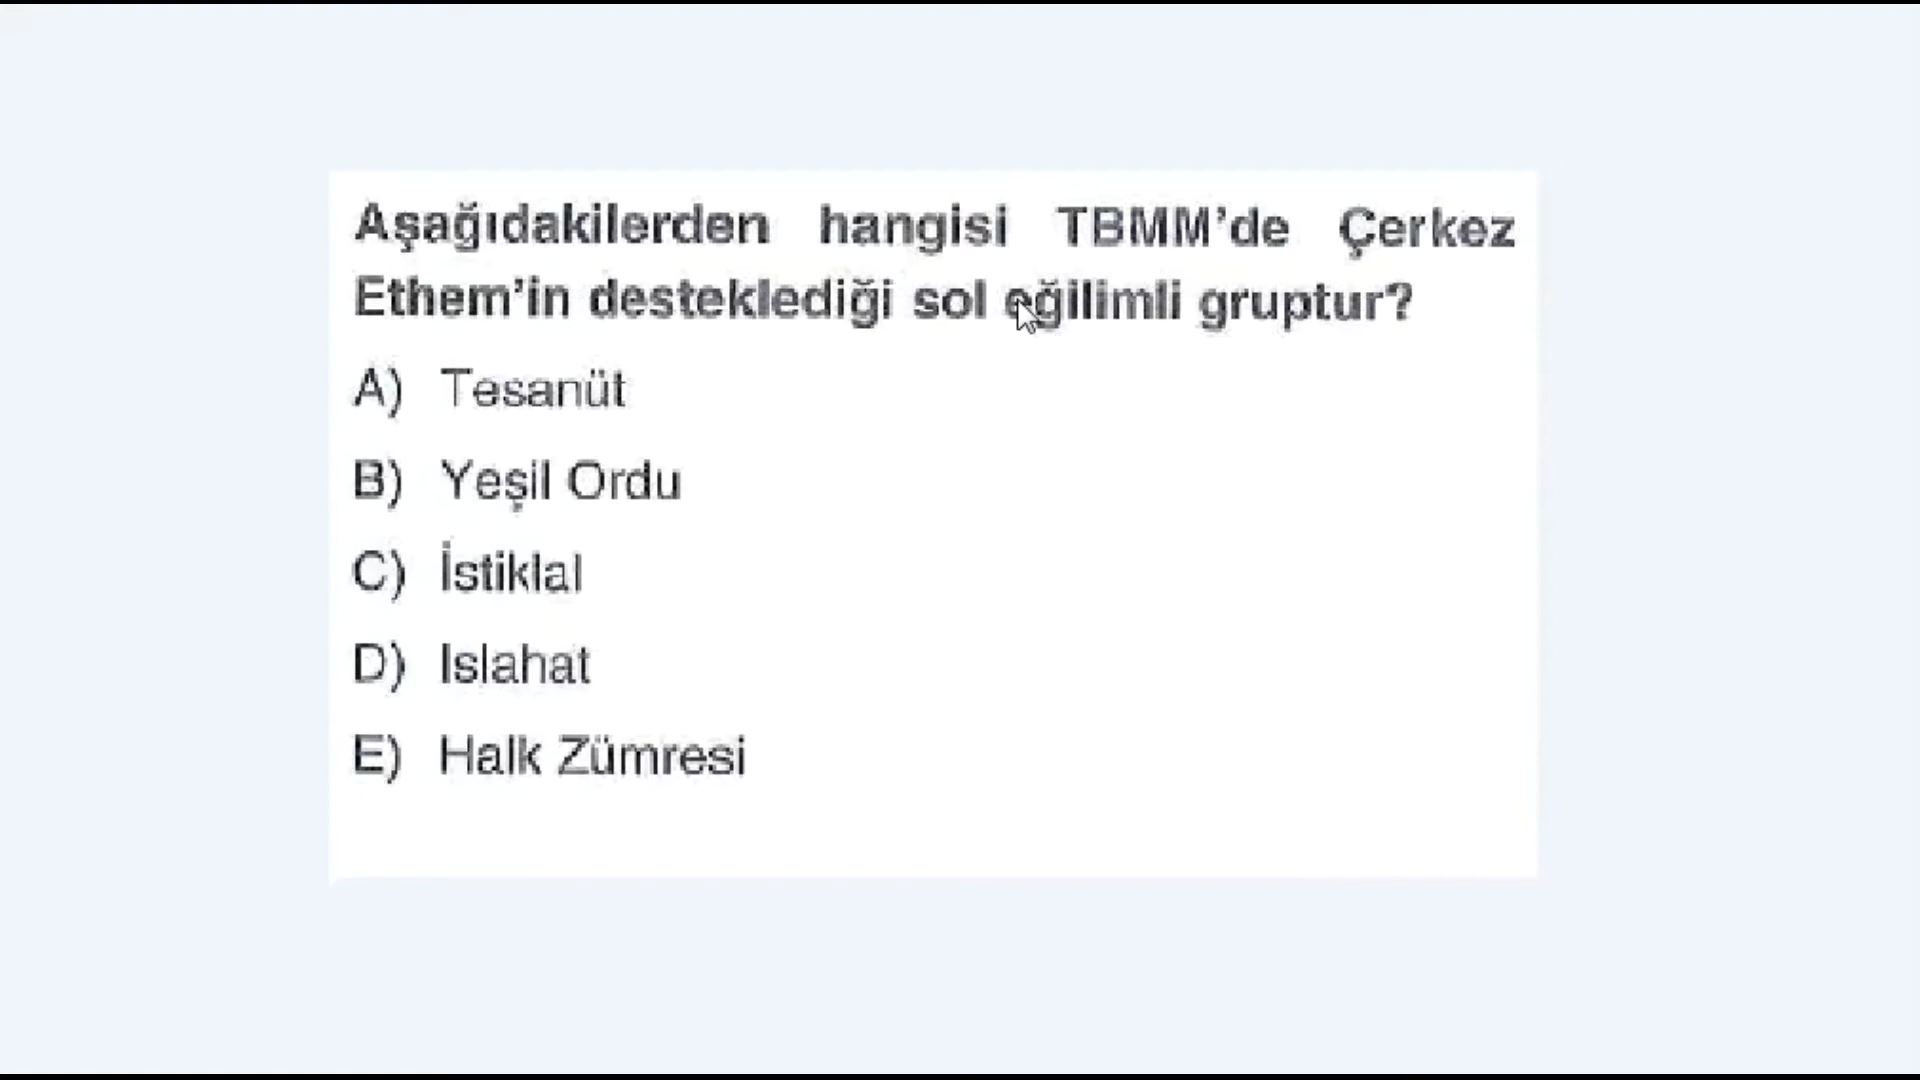 Aşağıdakilerden hangisi TBMM'de Çerkez
Ethem'in desteklediği sol eğilimli gruptur?
A) Tesanüt
B) Yeşil Ordu
C) İstiklal
D) Islahat
E) Halk Zümresi